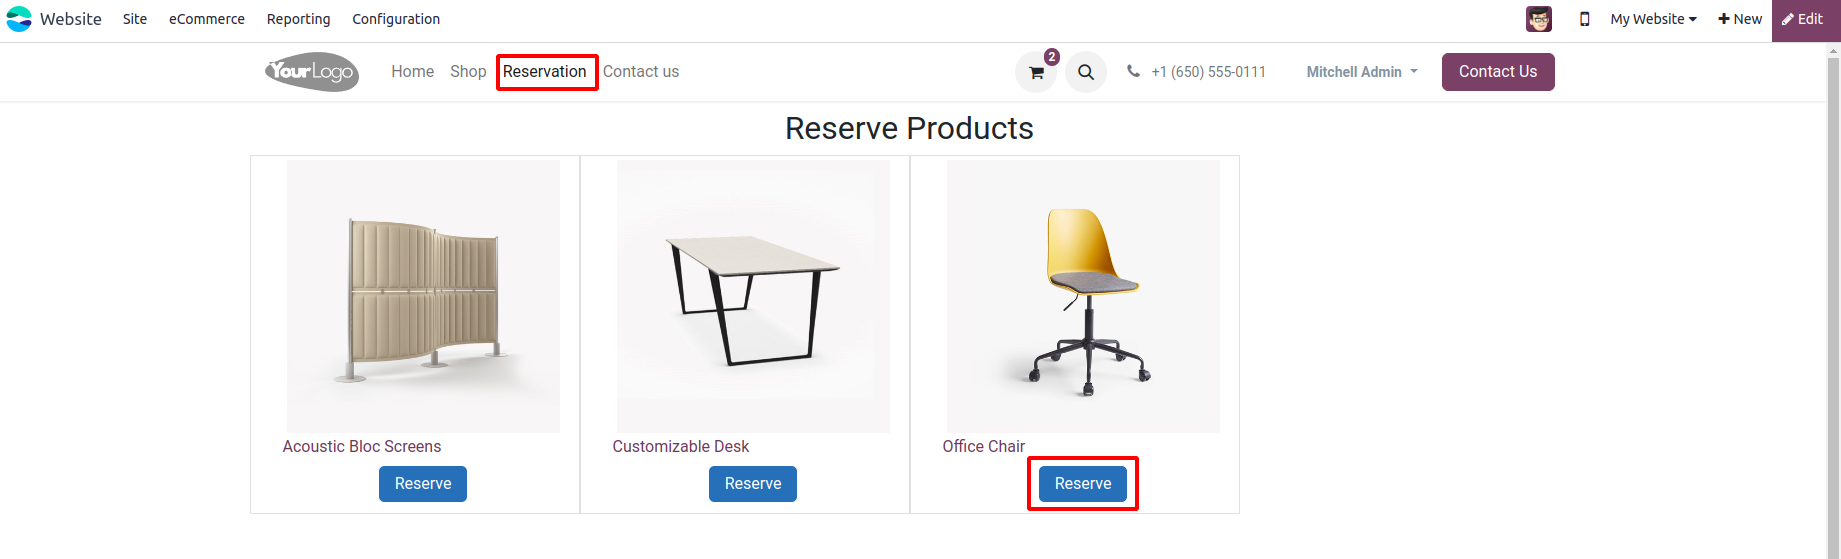 Website Site eCommerce Reporting Configuration My Website New Edit
YourLogo Home Shop Reservation Contact us 2 +1 (650) 555-0111 Mitchell Admin Contact Us
Reserve Products
Acoustic Bloc Screens Customizable Desk Office Chair
Reserve Reserve Reserve